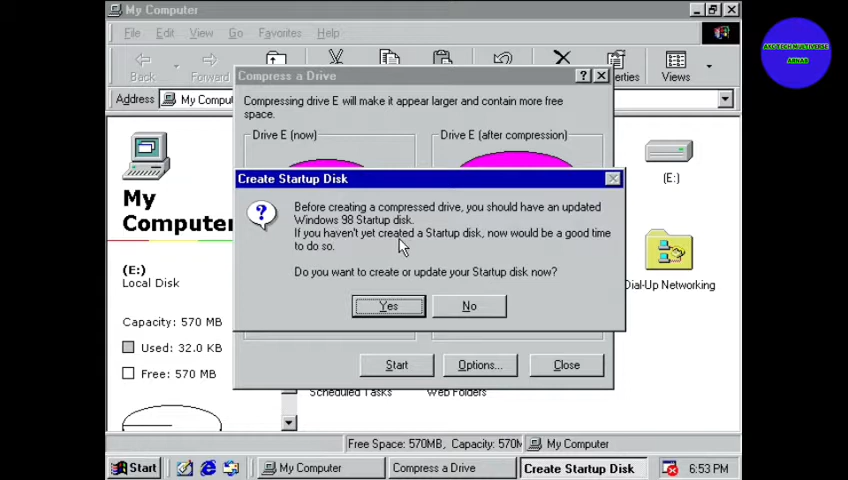 My Computer
File Edit View Go Favorites Help
Back Forward Views
Address My Compu
ASCTECH MULTIVERSE
ARNAB
Compress a Drive
Compressing drive E will make it appear larger and contain more free
space.
Drive E (now) Drive E (after compression)
My
Computer
(E:)
Local Disk
Capacity: 570 MB
Used: 32.0 KB
Free: 570 MB
Create Startup Disk
Before creating a compressed drive, you should have an updated
Windows 98 Startup disk.
If you haven't yet created a Startup disk, now would be a good time
to do so.
Do you want to create or update your Startup disk now?
Yes No
Start Options... Close
(E:)
Dial-Up Networking
Scheduled Tasks Web Folders
Free Space: 570MB, Capacity: 570M My Computer
Start My Computer Compress a Drive Create Startup Disk 6:53 PM